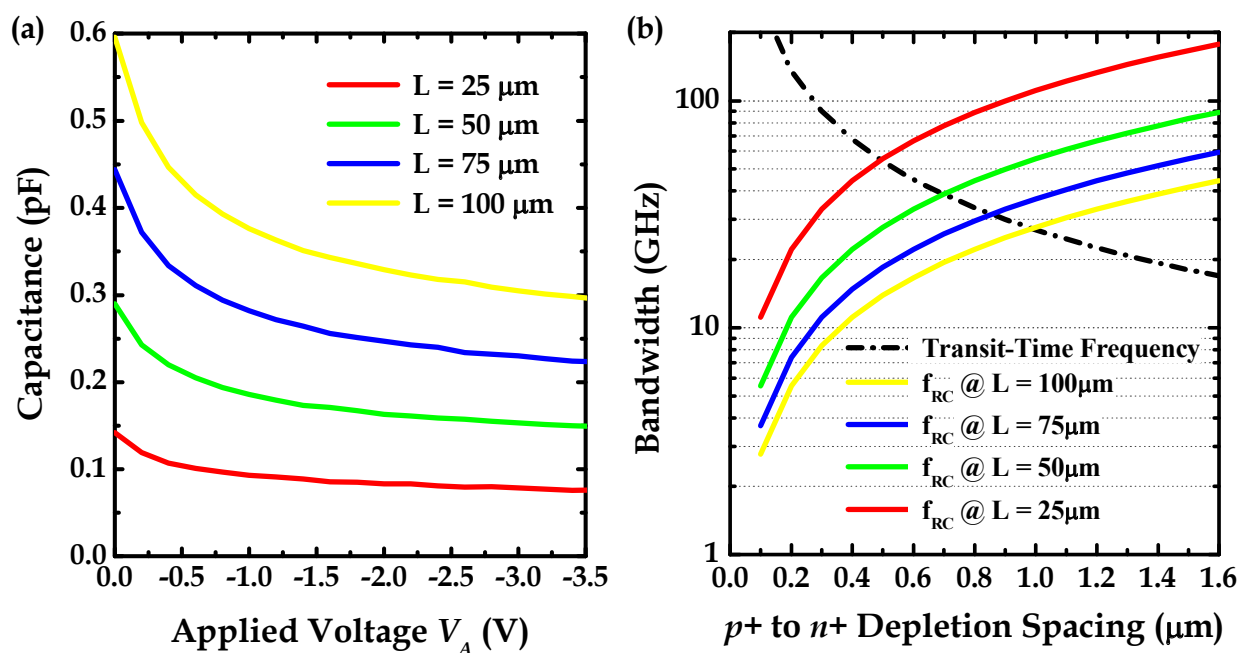 (a)
0.6
0.5
0.4
0.3
0.2
0.1
0.0
Capacitance (pF)
L = 25 μm
L = 50 μm
L = 75 μm
L = 100 μm
0.0 -0.5 -1.0 -1.5 -2.0 -2.5 -3.0 -3.5
Applied Voltage V_A (V)
(b)
100
10
1
Bandwidth (GHz)
Transit-Time Frequency
f_RC @ L = 100μm
f_RC @ L = 75μm
f_RC @ L = 50μm
f_RC @ L = 25μm
0.0 0.2 0.4 0.6 0.8 1.0 1.2 1.4 1.6
p+ to n+ Depletion Spacing (μm)